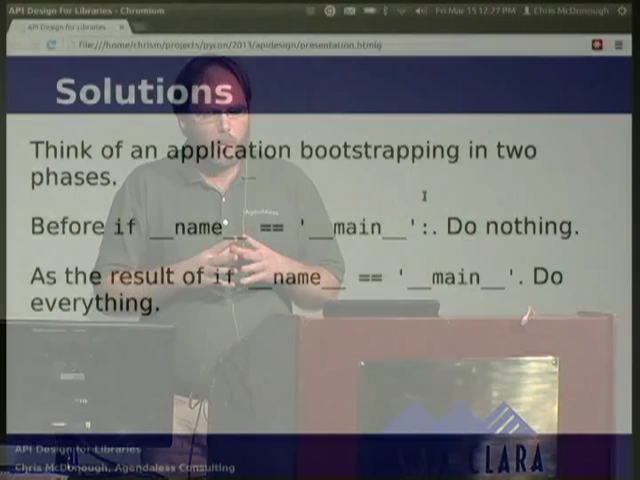 API Design for Libraries - Chromium
Fri Mar 15 12:27 PM
Chris McDonough
API Design for Libraries
file:///home/chrism/projects/pycon/2013/apidesign/presentation.html
Solutions
Think of an application bootstrapping in two
phases.
Before if __name__ == '__main__':. Do nothing.
Agendaless
As the result of if __name__ == '__main__'. Do
everything.
CLARA
API Design for Libraries
Chris McDonough, Agendaless Consulting